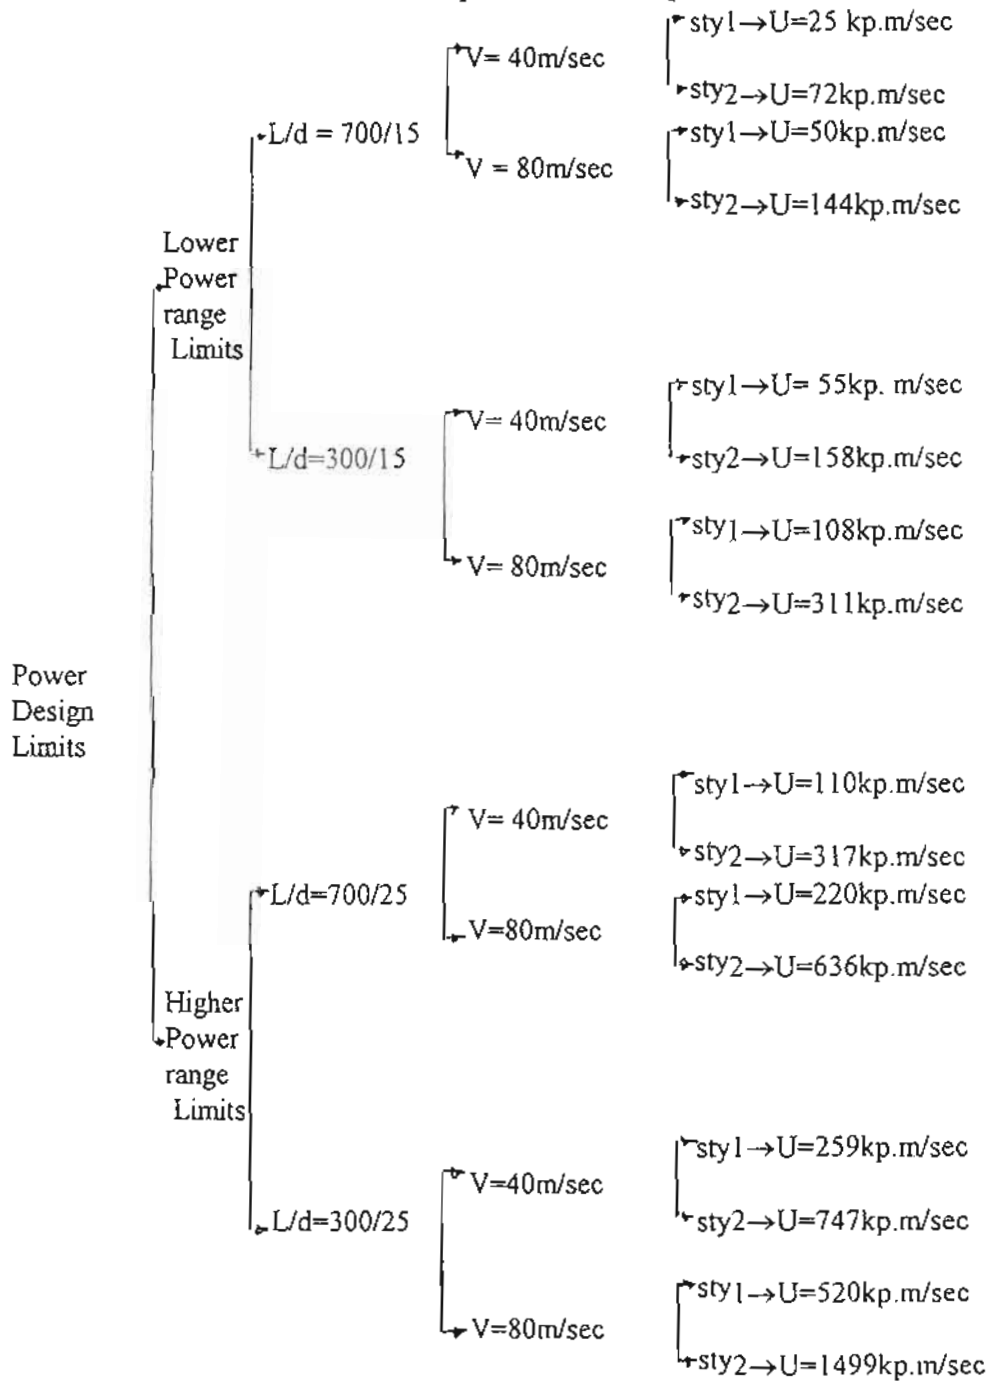 sty1→U=25 kp.m/sec
V= 40m/sec
sty2→U=72kp.m/sec
L/d = 700/15
sty1→U=50kp.m/sec
V = 80m/sec
sty2→U=144kp.m/sec
Lower
Power
range
Limits
sty1→U= 55kp. m/sec
V= 40m/sec
L/d=300/15
sty2→U=158kp.m/sec
sty1→U=108kp.m/sec
V= 80m/sec
sty2→U=311kp.m/sec
Power
Design
Limits
sty1→U=110kp.m/sec
V= 40m/sec
sty2→U=317kp.m/sec
L/d=700/25
sty1→U=220kp.m/sec
V=80m/sec
sty2→U=636kp.m/sec
Higher
Power
range
Limits
sty1→U=259kp.m/sec
V=40m/sec
L/d=300/25
sty2→U=747kp.m/sec
sty1→U=520kp.m/sec
V=80m/sec
sty2→U=1499kp.m/sec